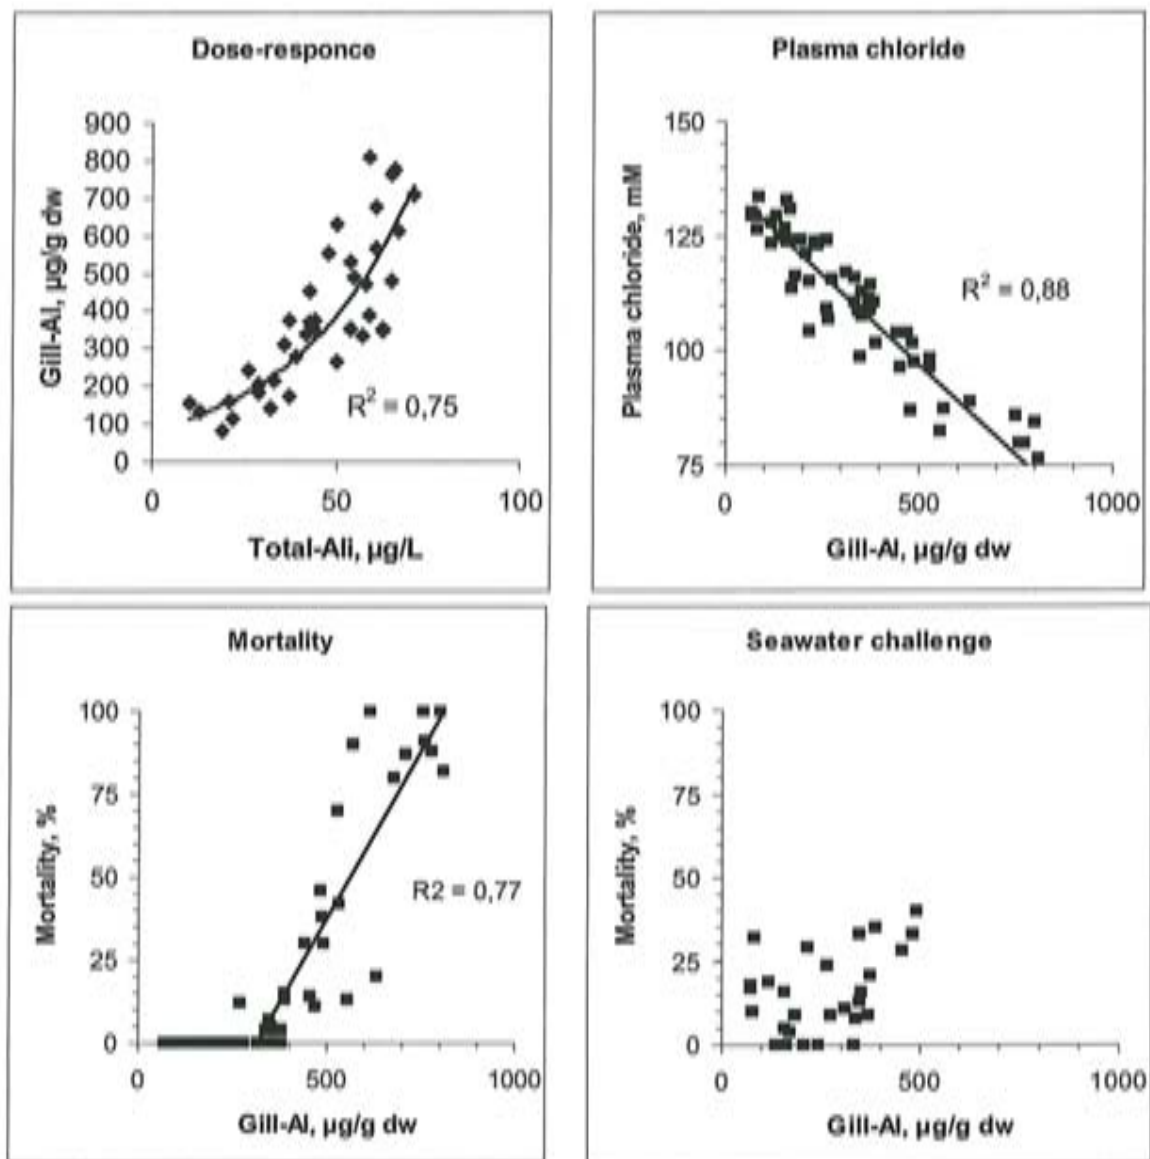 Dose-responce
900
800
700
600
500
400
300
200
100
0
Gill-Al, µg/g dw
R² = 0,75
0 50 100
Total-Ali, µg/L
Plasma chloride
150
125
100
75
Plasma chloride, mM
R² = 0,88
0 500 1000
Gill-Al, µg/g dw
Mortality
100
75
50
25
0
Mortality, %
R2 = 0,77
0 500 1000
Gill-Al, µg/g dw
Seawater challenge
100
75
50
25
0
Mortality, %
0 500 1000
Gill-Al, µg/g dw